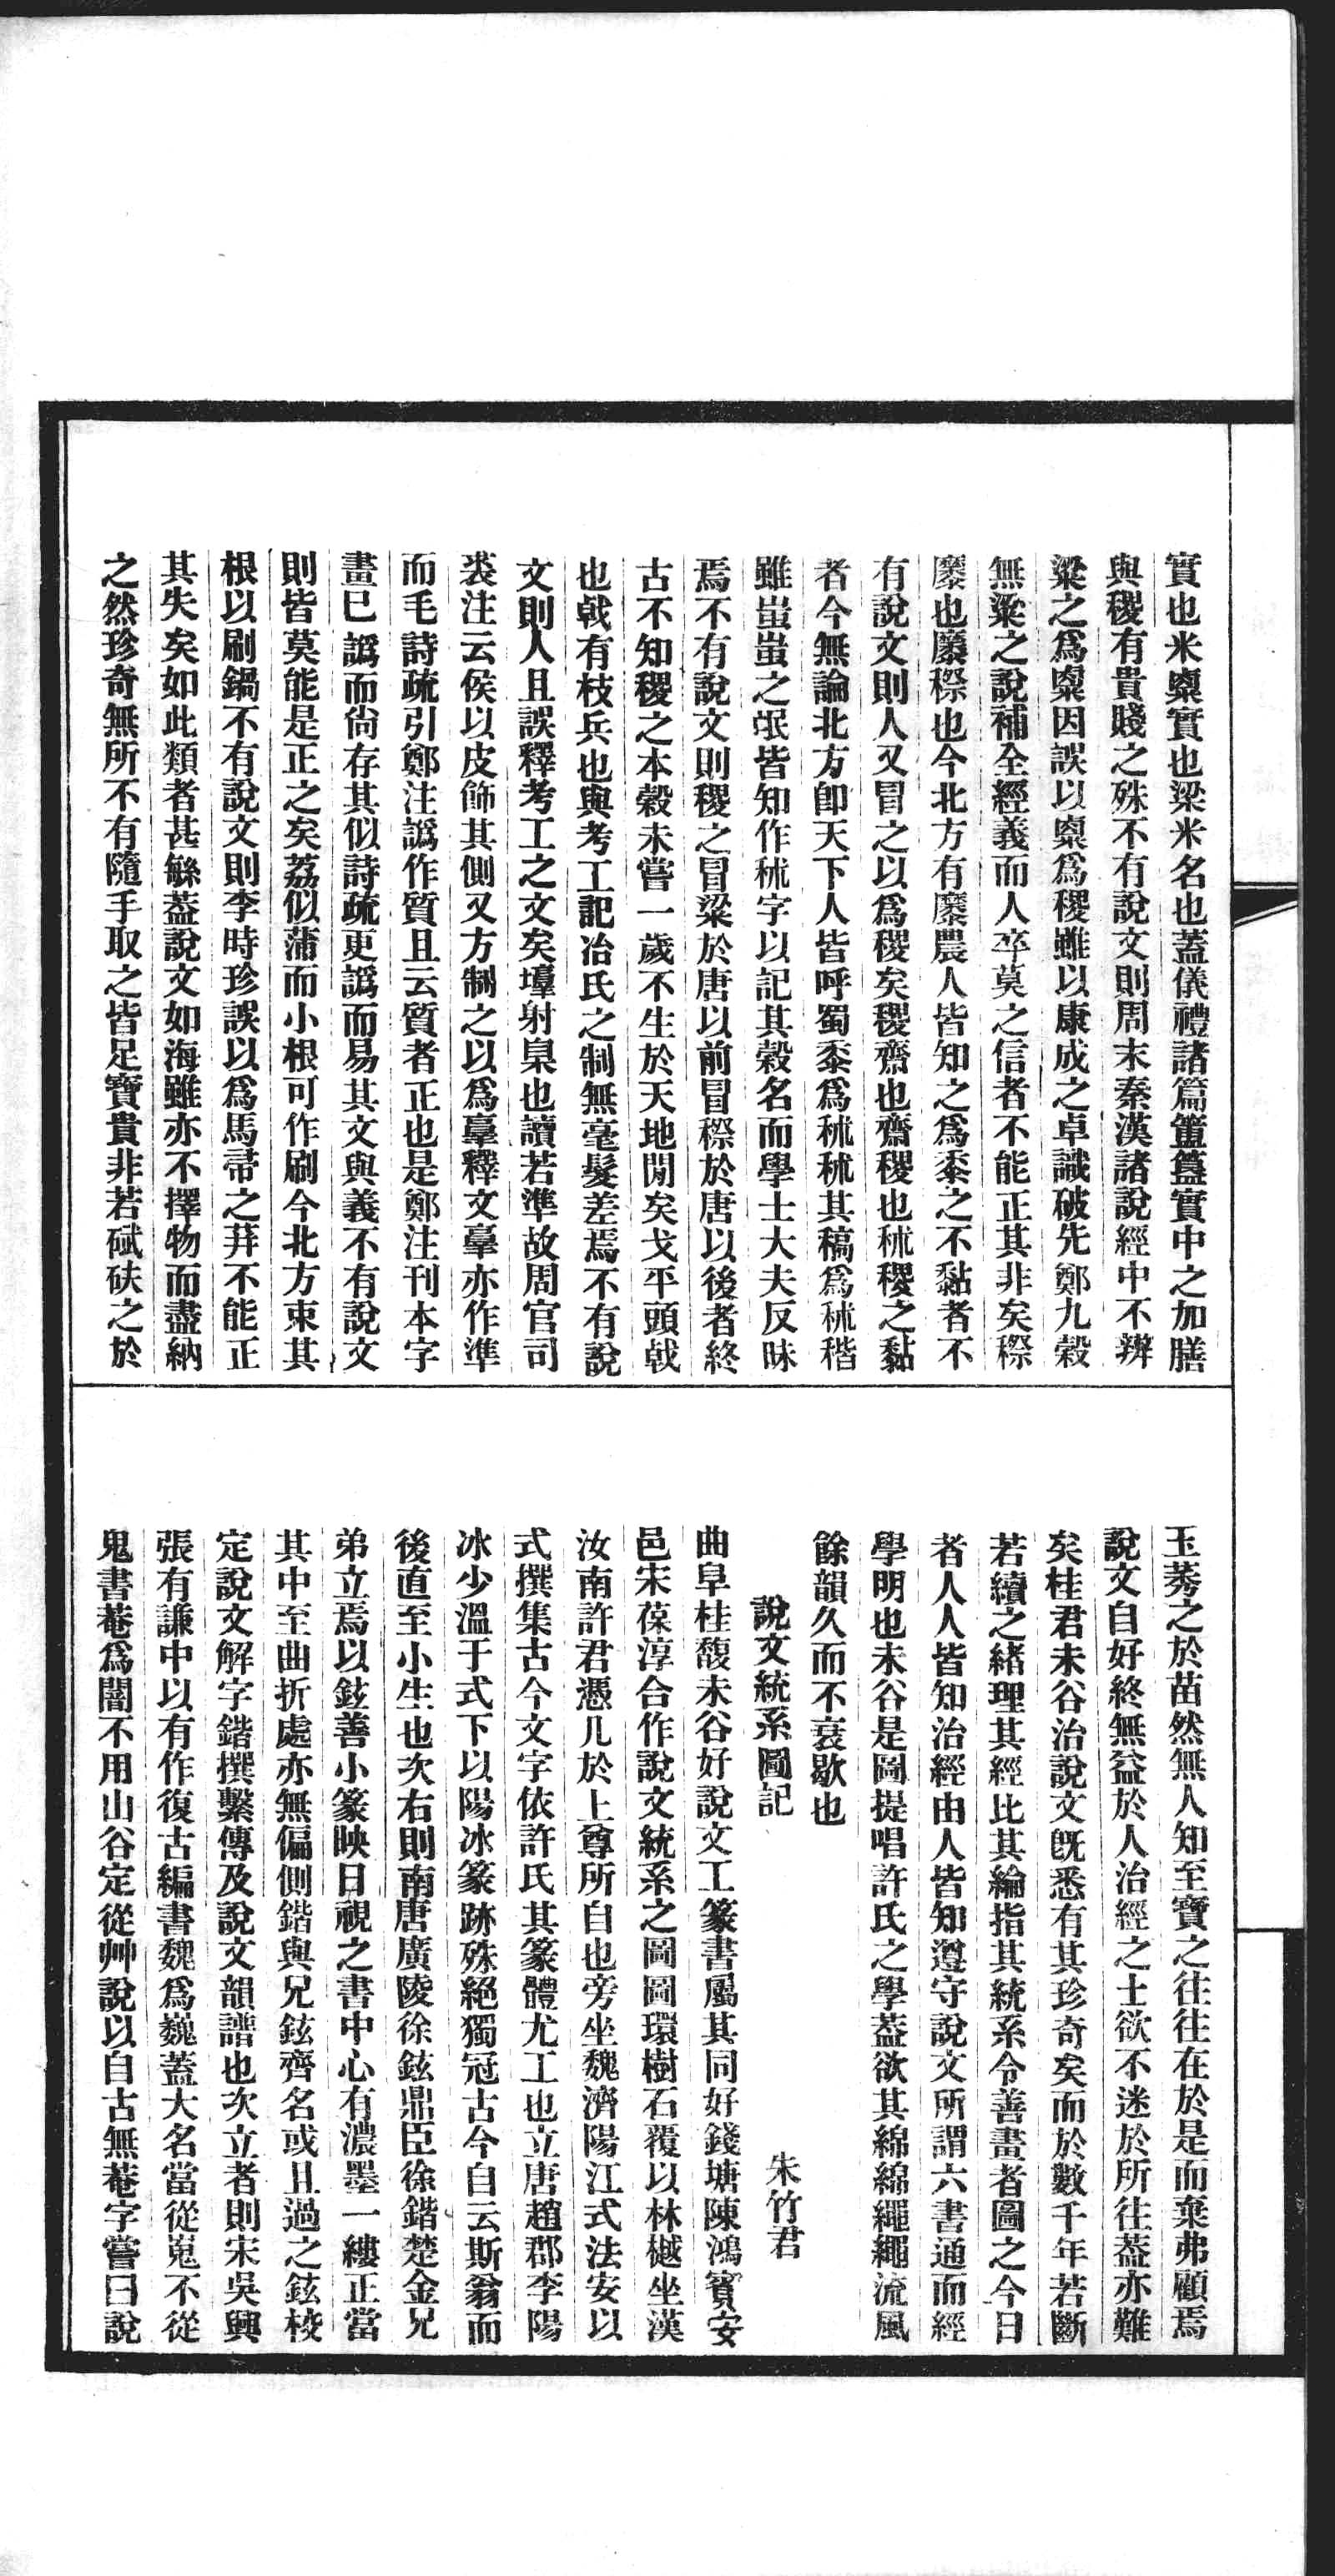 實也米粟實也梁米名也蓋儀禮諸篇簠簋實中之加膳
與稷有貴賤之殊不有說文則周末秦漢諸說經中不辨
粱之爲粟因誤以粟爲稷雖以康成之卓識破先鄭九穀
無粱之說補全經義而人卒莫之信者不能正其非矣穄
穈也穈穄也今北方有穈農人皆知之爲黍之不黏者不
有說文則人又冒之以爲稷矣稷齋也齋稷也秫稷之黏
者今無論北方卽天下人皆呼蜀黍爲秫秫其稿爲秫稭
雖蚩蚩之氓皆知作秫字以記其穀名而學士大夫反昧
焉不有說文則稷之冒粱於唐以前冒穄於唐以後者終
古不知稷之本穀未嘗一歲不生於天地閒矣戈平頭戟
也戟有枝兵也與考工記冶氏之制無毫髮差焉不有說
文則人且誤釋考工之文矣𡑞射臬也讀若準故周官司
裘注云侯以皮飾其側又方制之以爲𦎧釋文𦎧亦作準
而毛詩疏引鄭注譌作質且云質者正也是鄭注刊本字
畫已譌而尙存其似詩疏更譌而易其文與義不有說文
則皆莫能是正之矣荔似蒲而小根可作刷今北方束其
根以刷鍋不有說文則李時珍誤以爲馬帚之荓不能正
其失矣如此類者甚緐葢說文如海雖亦不擇物而盡納
之然珍奇無所不有隨手取之皆足寶貴非若碔砆之於
玉莠之於苗然無人知至寶之往往在於是而棄弗顧焉
說文自好終無益於人治經之士欲不迷於所往葢亦難
矣桂君未谷治說文旣悉有其珍奇矣而於數千年若斷
若續之緖理其經比其綸指其統系令善畫者圖之今日
者人人皆知治經由人皆知遵守說文所謂六書通而經
學明也未谷是圖提唱許氏之學葢欲其綿綿繩繩流風
餘韻久而不衰歇也
說文統系圖記　朱竹君
曲阜桂馥未谷好說文工篆書屬其同好錢塘陳鴻賓安
邑宋葆淳合作說文統系之圖圖環樹石覆以林樾坐漢
汝南許君憑几於上尊所自也旁坐魏濟陽江式法安以
式撰集古今文字依許氏其篆體尤工也立唐趙郡李陽
冰少溫于式下以陽冰篆跡殊絕獨冠古今自云斯翁而
後直至小生也次右則南唐廣陵徐鉉鼎臣徐鍇楚金兄
弟立焉以鉉善小篆映日視之書中心有濃墨一縷正當
其中至曲折處亦無偏側鍇與兄鉉齊名或且過之鉉校
定說文解字鍇撰繫傳及說文韻譜也次立者則宋吳興
張有謙中以有作復古編書魏爲巍葢大名當從嵬不從
鬼書菴爲闇不用山谷定從艸說以自古無菴字嘗曰說